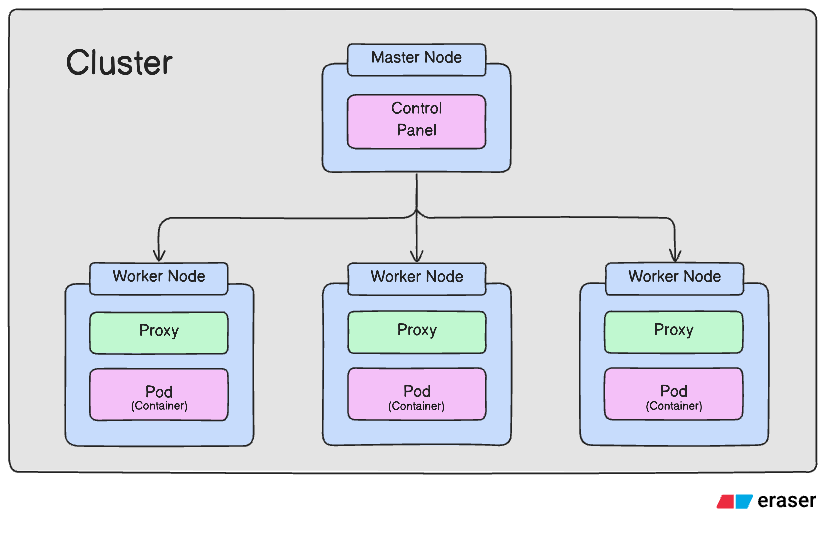 Cluster
Master Node
Control
Panel
Worker Node
Proxy
Pod
(Container)
Worker Node
Proxy
Pod
(Container)
Worker Node
Proxy
Pod
(Container)
eraser